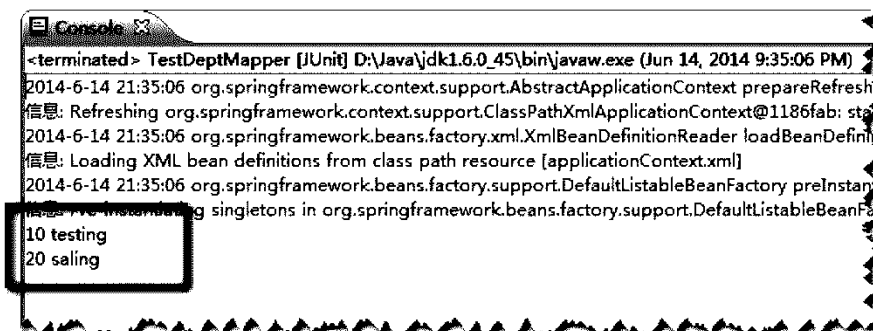 Console
<terminated> TestDeptMapper [JUnit] D:\Java\jdk1.6.0_45\bin\javaw.exe (Jun 14, 2014 9:35:06 PM)
2014-6-14 21:35:06 org.springframework.context.support.AbstractApplicationContext prepareRefresh
信息: Refreshing org.springframework.context.support.ClassPathXmlApplicationContext@1186fab: sta
2014-6-14 21:35:06 org.springframework.beans.factory.xml.XmlBeanDefinitionReader loadBeanDefini
信息: Loading XML bean definitions from class path resource [applicationContext.xml]
2014-6-14 21:35:06 org.springframework.beans.factory.support.DefaultListableBeanFactory preInstan
singletons in org.springframework.beans.factory.support.DefaultListableBeanFa
10 testing
20 saling